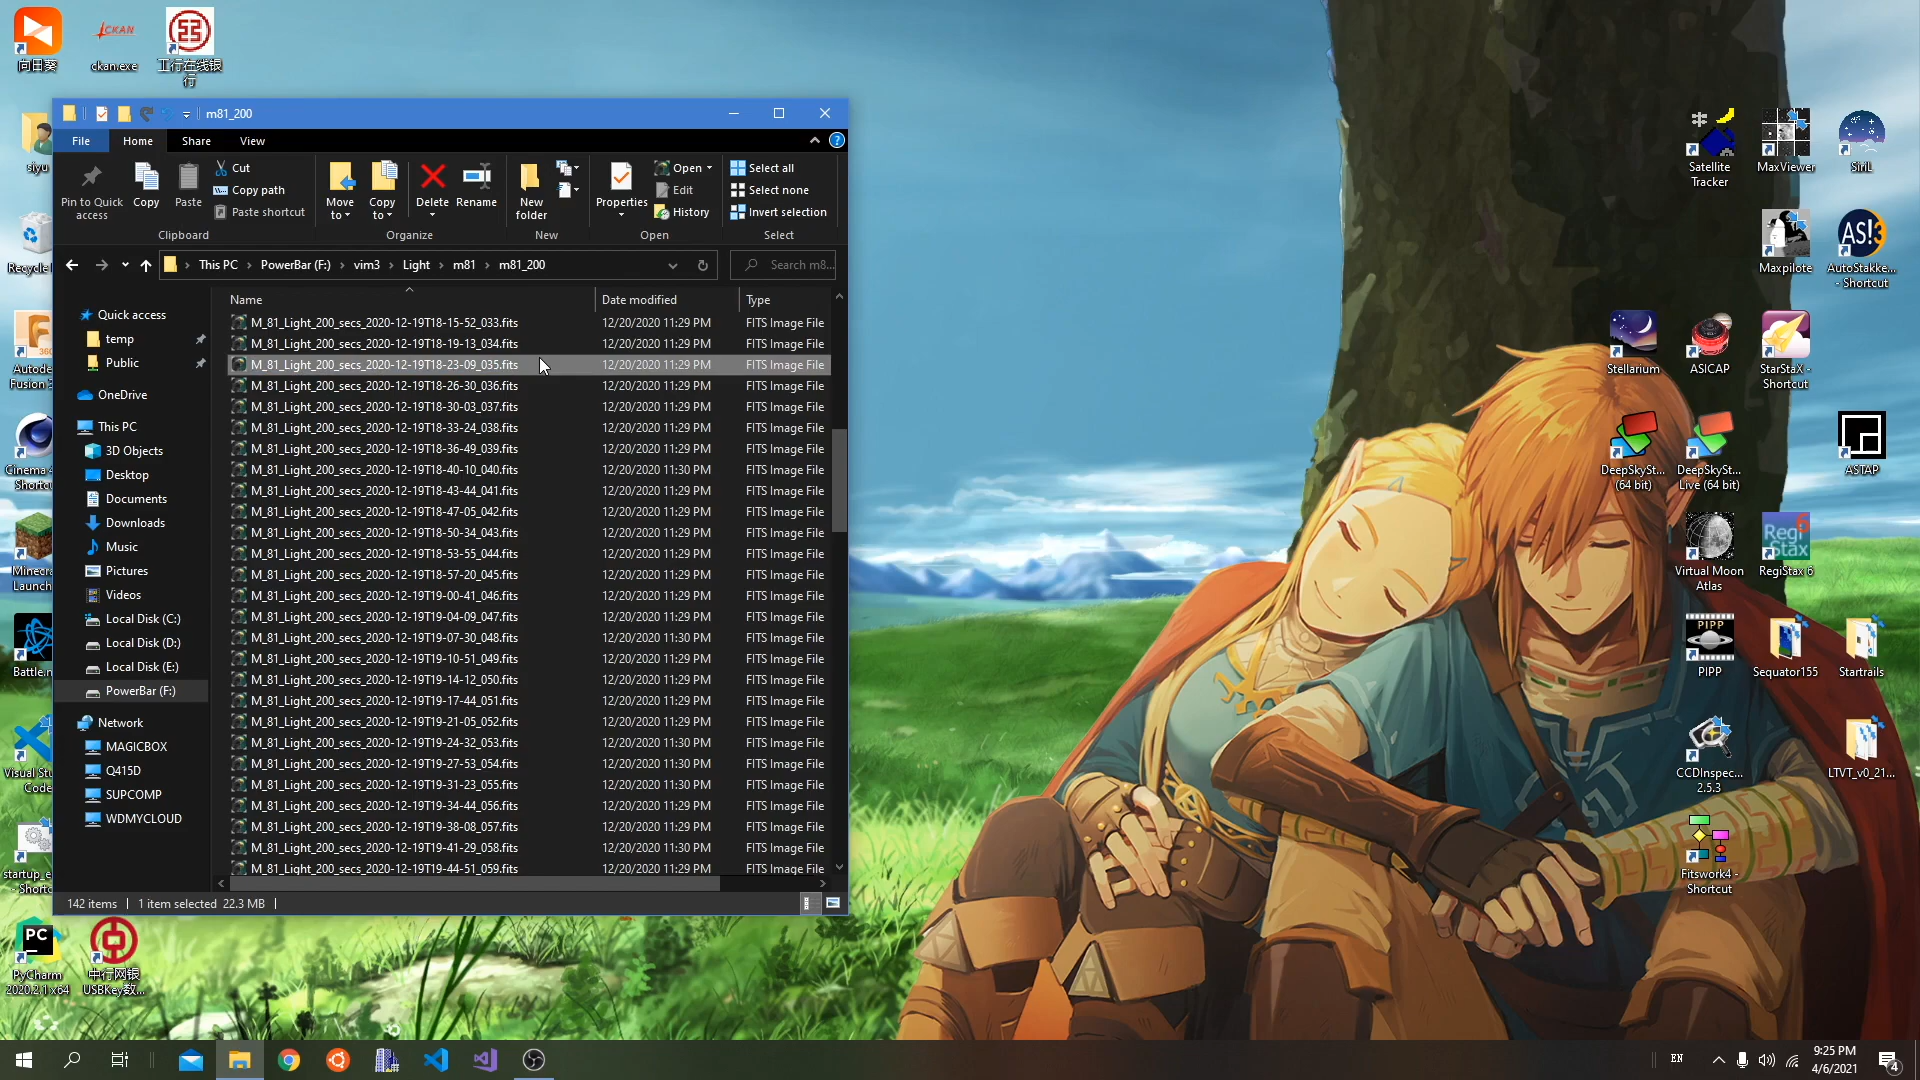 向日葵
CKAN
ckan.exe
工行在线银
行
m81_200
File
Home
Share
View
Pin to Quick
access
Copy
Paste
Cut
Copy path
Paste shortcut
Clipboard
Move
to
Copy
to
Delete
Rename
Organize
New
folder
New
Properties
Open
Edit
History
Open
Select all
Select none
Invert selection
Select
This PC
PowerBar (F:)
vim3
Light
m81
m81_200
Search m8...
Quick access
temp
Public
OneDrive
This PC
3D Objects
Desktop
Documents
Downloads
Music
Pictures
Videos
Local Disk (C:)
Local Disk (D:)
Local Disk (E:)
PowerBar (F:)
Network
MAGICBOX
Q415D
SUPCOMP
WDMYCLOUD
Name Date modified Type
M_81_Light_200_secs_2020-12-19T18-15-52_033.fits 12/20/2020 11:29 PM FITS Image File
M_81_Light_200_secs_2020-12-19T18-19-13_034.fits 12/20/2020 11:29 PM FITS Image File
M_81_Light_200_secs_2020-12-19T18-23-09_035.fits 12/20/2020 11:29 PM FITS Image File
M_81_Light_200_secs_2020-12-19T18-26-30_036.fits 12/20/2020 11:29 PM FITS Image File
M_81_Light_200_secs_2020-12-19T18-30-03_037.fits 12/20/2020 11:29 PM FITS Image File
M_81_Light_200_secs_2020-12-19T18-33-24_038.fits 12/20/2020 11:29 PM FITS Image File
M_81_Light_200_secs_2020-12-19T18-36-49_039.fits 12/20/2020 11:29 PM FITS Image File
M_81_Light_200_secs_2020-12-19T18-40-10_040.fits 12/20/2020 11:30 PM FITS Image File
M_81_Light_200_secs_2020-12-19T18-43-44_041.fits 12/20/2020 11:29 PM FITS Image File
M_81_Light_200_secs_2020-12-19T18-47-05_042.fits 12/20/2020 11:29 PM FITS Image File
M_81_Light_200_secs_2020-12-19T18-50-34_043.fits 12/20/2020 11:29 PM FITS Image File
M_81_Light_200_secs_2020-12-19T18-53-55_044.fits 12/20/2020 11:29 PM FITS Image File
M_81_Light_200_secs_2020-12-19T18-57-20_045.fits 12/20/2020 11:29 PM FITS Image File
M_81_Light_200_secs_2020-12-19T19-00-41_046.fits 12/20/2020 11:29 PM FITS Image File
M_81_Light_200_secs_2020-12-19T19-04-09_047.fits 12/20/2020 11:29 PM FITS Image File
M_81_Light_200_secs_2020-12-19T19-07-30_048.fits 12/20/2020 11:30 PM FITS Image File
M_81_Light_200_secs_2020-12-19T19-10-51_049.fits 12/20/2020 11:29 PM FITS Image File
M_81_Light_200_secs_2020-12-19T19-14-12_050.fits 12/20/2020 11:29 PM FITS Image File
M_81_Light_200_secs_2020-12-19T19-17-44_051.fits 12/20/2020 11:29 PM FITS Image File
M_81_Light_200_secs_2020-12-19T19-21-05_052.fits 12/20/2020 11:29 PM FITS Image File
M_81_Light_200_secs_2020-12-19T19-24-32_053.fits 12/20/2020 11:30 PM FITS Image File
M_81_Light_200_secs_2020-12-19T19-27-53_054.fits 12/20/2020 11:30 PM FITS Image File
M_81_Light_200_secs_2020-12-19T19-31-23_055.fits 12/20/2020 11:30 PM FITS Image File
M_81_Light_200_secs_2020-12-19T19-34-44_056.fits 12/20/2020 11:29 PM FITS Image File
M_81_Light_200_secs_2020-12-19T19-38-08_057.fits 12/20/2020 11:29 PM FITS Image File
M_81_Light_200_secs_2020-12-19T19-41-29_058.fits 12/20/2020 11:30 PM FITS Image File
M_81_Light_200_secs_2020-12-19T19-44-51_059.fits 12/20/2020 11:29 PM FITS Image File
142 items 1 item selected 22.3 MB
siyu
Recycle
360
Autode
Fusion
Cinema 4
Shortcu
Minecra
Launch
Battle.n
Visual Stu
Code
startup_e
- Shortc
PC
PyCharm
2020.2.1 x64
中行网银
USBKey数...
Satellite
Tracker
MaxViewer
SiriL
Maxpilote
AS!3
AutoStakke...
- Shortcut
Stellarium
ASICAP
StarStaX -
Shortcut
DeepSkySt...
(64 bit)
DeepSkySt...
Live (64 bit)
ASTAP
Virtual Moon
Atlas
Regi
Stax
6
RegiStax 6
PIPP
PIPP
Sequator155
Startrails
CCDInspec...
2.5.3
LTVT_v0_21...
Fitswork4 -
Shortcut
EN
9:25 PM
4/6/2021
4